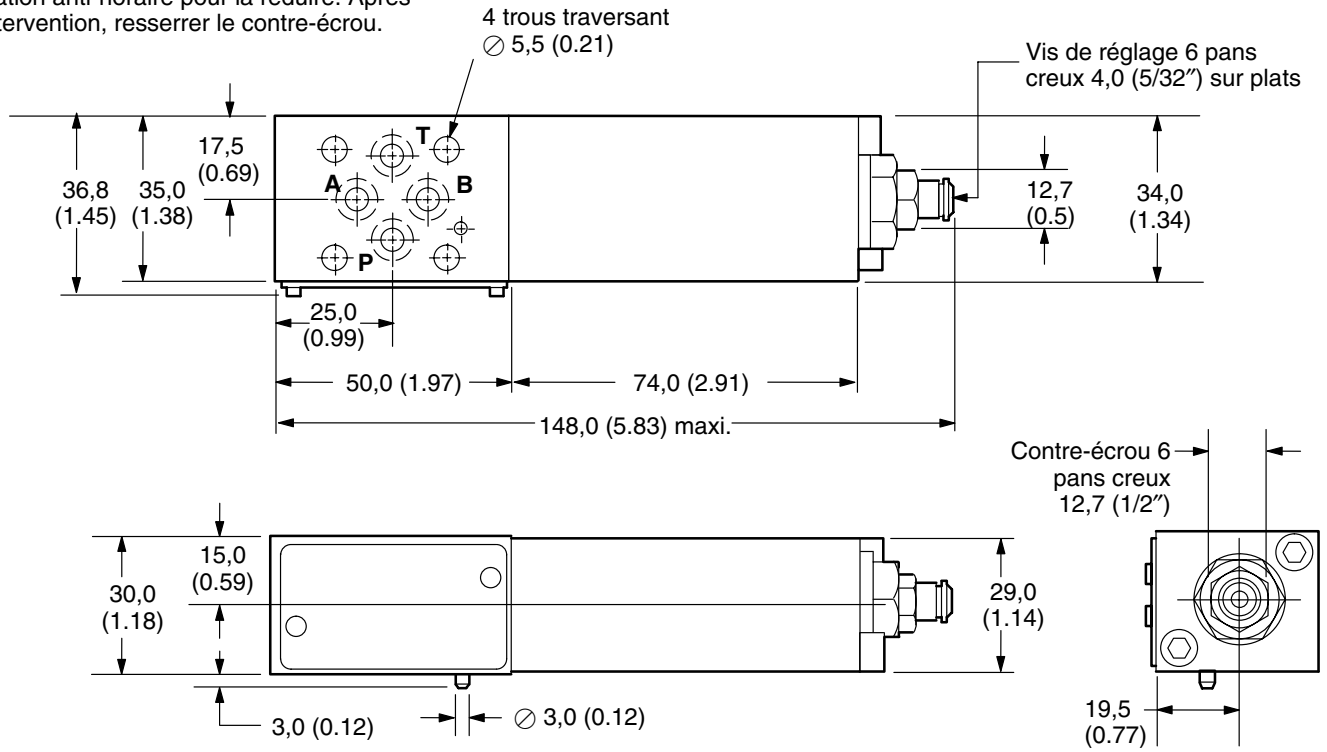 ation anti-horaire pour la réduire. Après
tervention, resserrer le contre-écrou.
4 trous traversant
∅ 5,5 (0.21)
Vis de réglage 6 pans
creux 4,0 (5/32″) sur plats
17,5
(0.69)
36,8
(1.45)
35,0
(1.38)
T
A
B
P
12,7
(0.5)
34,0
(1.34)
25,0
(0.99)
50,0 (1.97)
74,0 (2.91)
148,0 (5.83) maxi.
Contre-écrou 6
pans creux
12,7 (1/2″)
15,0
(0.59)
30,0
(1.18)
29,0
(1.14)
3,0 (0.12)
∅ 3,0 (0.12)
19,5
(0.77)